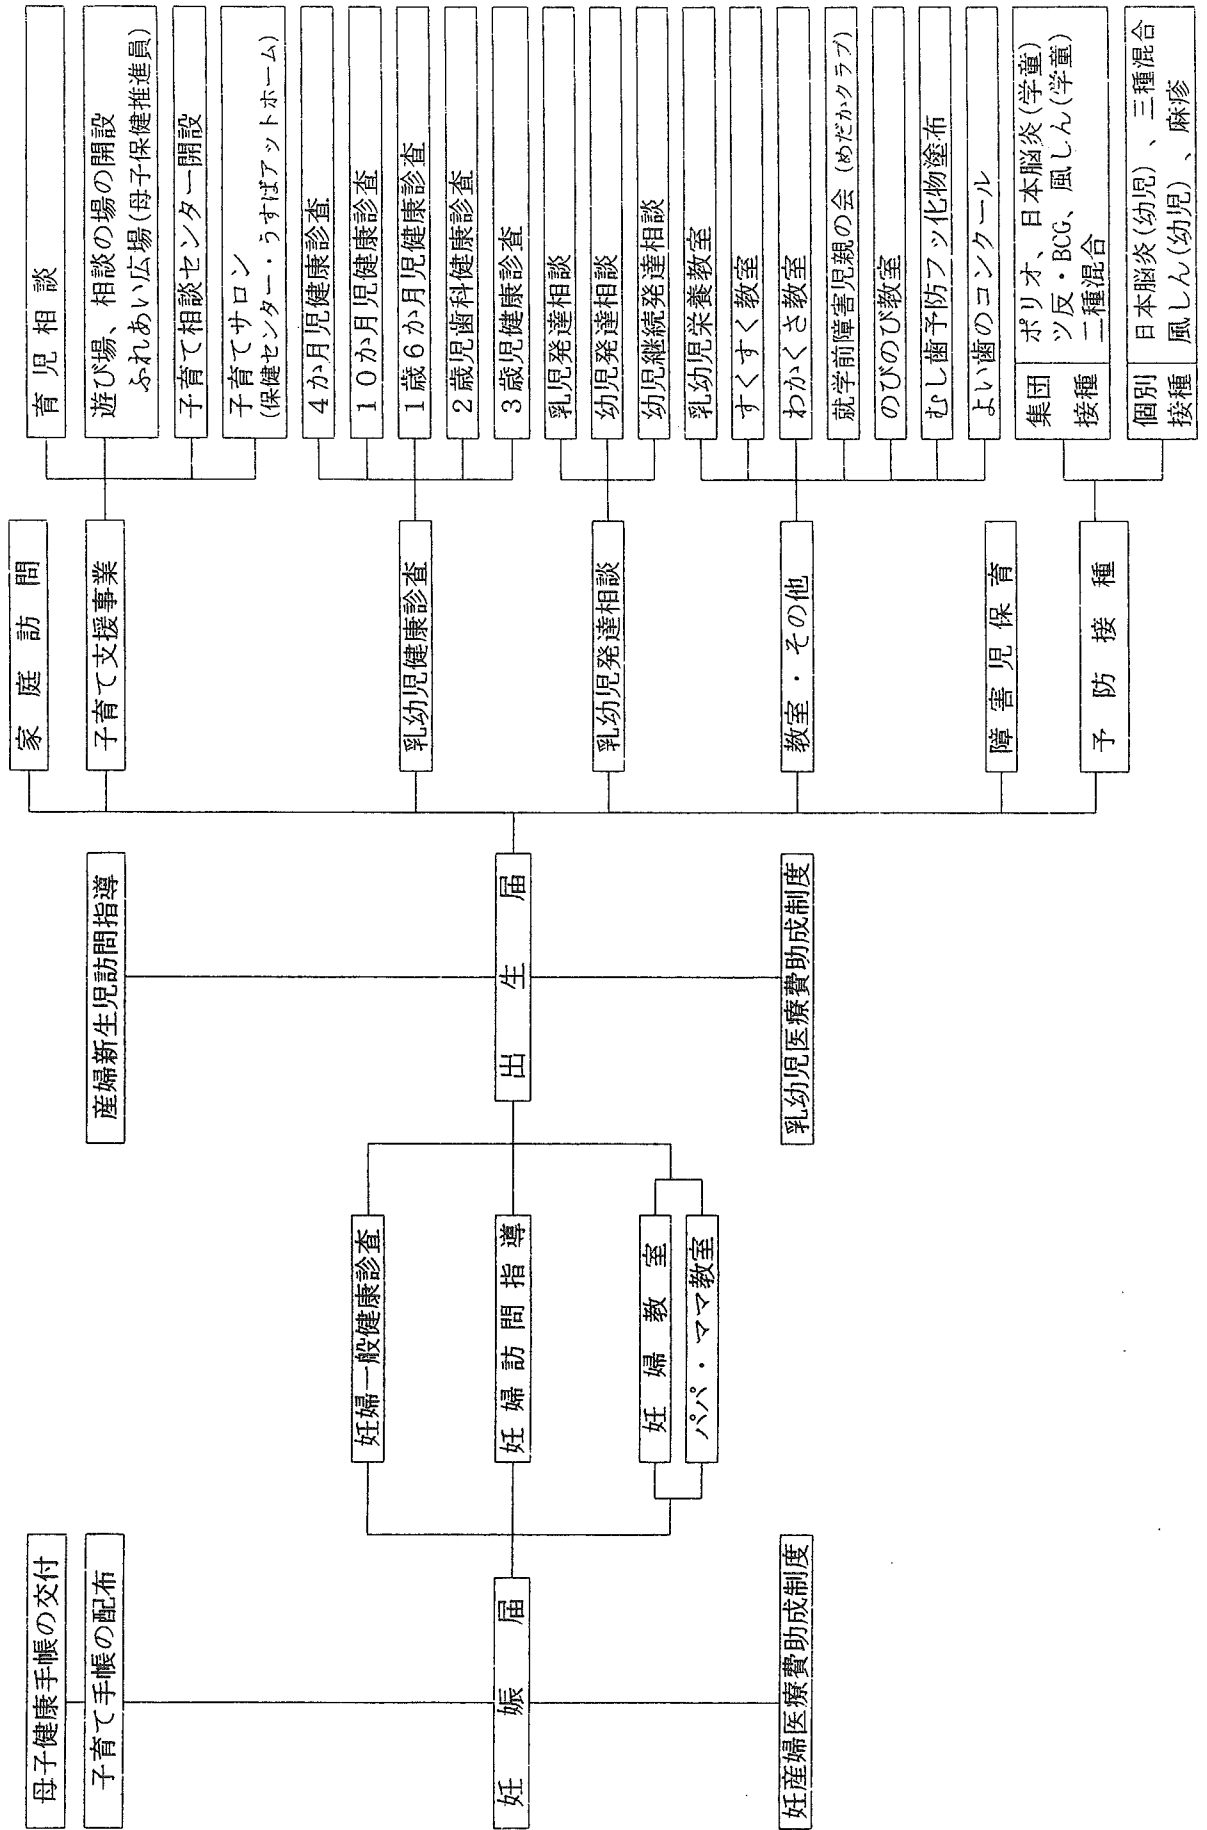 母子健康手帳の交付
子育て手帳の配布
妊娠届
妊産婦医療費助成制度
妊婦一般健康診査
妊婦訪問指導
妊婦教室
パパ・ママ教室
産婦新生児訪問指導
出生届
乳幼児医療費助成制度
家庭訪問
子育て支援事業
育児相談
遊び場、相談の場の開設
ふれあい広場(母子保健推進員)
子育て相談センター開設
子育てサロン
(保健センター・うすばアットホーム)
乳幼児健康診査
4か月児健康診査
10か月児健康診査
1歳6か月児健康診査
2歳児歯科健康診査
3歳児健康診査
乳幼児発達相談
乳児発達相談
幼児発達相談
幼児継続発達相談
教室・その他
乳幼児栄養教室
すくすく教室
わかくさ教室
就学前障害児親の会(めだかクラブ)
のびのび教室
むし歯予防フッ化物塗布
よい歯のコンクール
障害児保育
予防接種
集団
接種
ポリオ、日本脳炎(学童)
ツ反・BCG、風しん(学童)
二種混合
個別
接種
日本脳炎(幼児)、三種混合
風しん(幼児)、麻疹